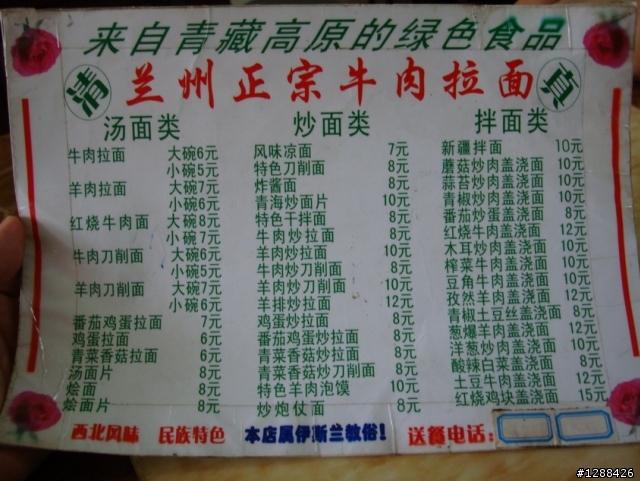 来自青藏高原的绿色食品
清 兰州正宗牛肉拉面 真
汤面类
牛肉拉面 大碗6元
小碗5元
羊肉拉面 大碗7元
小碗6元
红烧牛肉面 大碗8元
小碗7元
牛肉刀削面 大碗6元
小碗5元
羊肉刀削面 大碗7元
小碗6元
番茄鸡蛋拉面 7元
鸡蛋拉面 6元
青菜香菇拉面 6元
汤面片 8元
烩面 8元
烩面片 8元
炒面类
风味凉面 7元
特色刀削面 8元
炸酱面 8元
青海炒面片 10元
特色干拌面 8元
牛肉炒拉面 8元
羊肉炒拉面 10元
牛肉炒刀削面 8元
羊肉炒刀削面 10元
羊排炒拉面 12元
鸡蛋炒拉面 8元
番茄鸡蛋炒拉面 8元
青菜香菇炒拉面 8元
青菜香菇炒刀削面 8元
特色羊肉泡馍 10元
炒炮仗面 8元
拌面类
新疆拌面 10元
蘑菇炒肉盖浇面 10元
蒜苔炒肉盖浇面 10元
青椒炒肉盖浇面 10元
番茄炒蛋盖浇面 8元
红烧牛肉盖浇面 12元
木耳炒肉盖浇面 10元
榨菜牛肉盖浇面 10元
豆角牛肉盖浇面 10元
孜然羊肉盖浇面 12元
青椒土豆丝盖浇面 8元
葱爆羊肉盖浇面 12元
洋葱炒肉盖浇面 10元
酸辣白菜盖浇面 8元
土豆牛肉盖浇面 12元
红烧鸡块盖浇面 15元
西北风味 民族特色 本店属伊斯兰教俗! 送餐电话:
#1288426